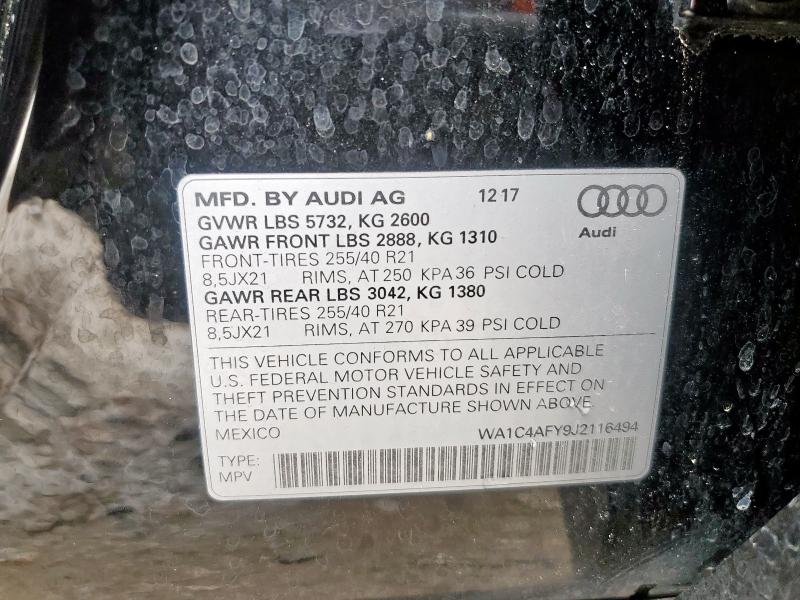 MFD. BY AUDI AG 12 17
GVWR LBS 5732, KG 2600
GAWR FRONT LBS 2888, KG 1310
FRONT-TIRES 255/40 R21
8,5JX21 RIMS, AT 250 KPA 36 PSI COLD
GAWR REAR LBS 3042, KG 1380
REAR-TIRES 255/40 R21
8,5JX21 RIMS, AT 270 KPA 39 PSI COLD
Audi
THIS VEHICLE CONFORMS TO ALL APPLICABLE
U.S. FEDERAL MOTOR VEHICLE SAFETY AND
THEFT PREVENTION STANDARDS IN EFFECT ON
THE DATE OF MANUFACTURE SHOWN ABOVE
MEXICO WA1C4AFY9J2116494
TYPE:
MPV